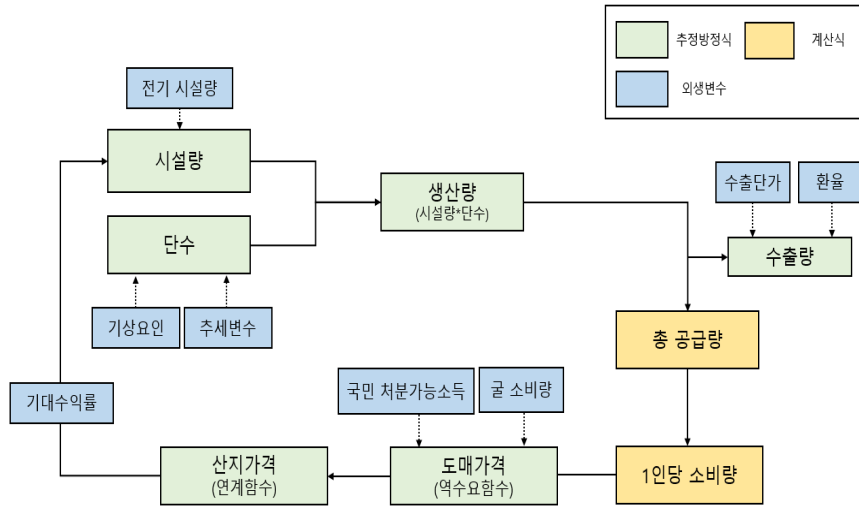 추정방정식
계산식
외생변수
전기 시설량
시설량
단수
기상요인
추세변수
생산량
(시설량*단수)
수출단가
환율
수출량
총 공급량
1인당 소비량
국민 처분가능소득
굴 소비량
도매가격
(역수요함수)
산지가격
(연계함수)
기대수익률